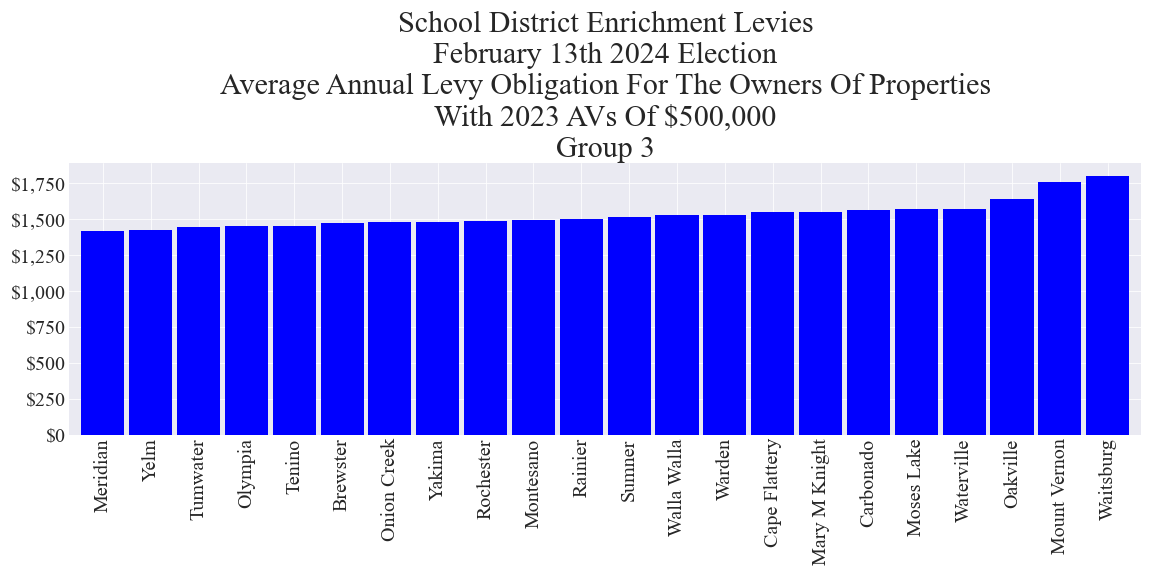 School District Enrichment Levies
February 13th 2024 Election
Average Annual Levy Obligation For The Owners Of Properties
With 2023 AVs Of $500,000
Group 3
$1,750
$1,500
$1,250
$1,000
$750
$500
$250
$0
Meridian
Yelm
Tumwater
Olympia
Tenino
Brewster
Onion Creek
Yakima
Rochester
Montesano
Rainier
Sumner
Walla Walla
Warden
Cape Flattery
Mary M Knight
Carbonado
Moses Lake
Waterville
Oakville
Mount Vernon
Waitsburg